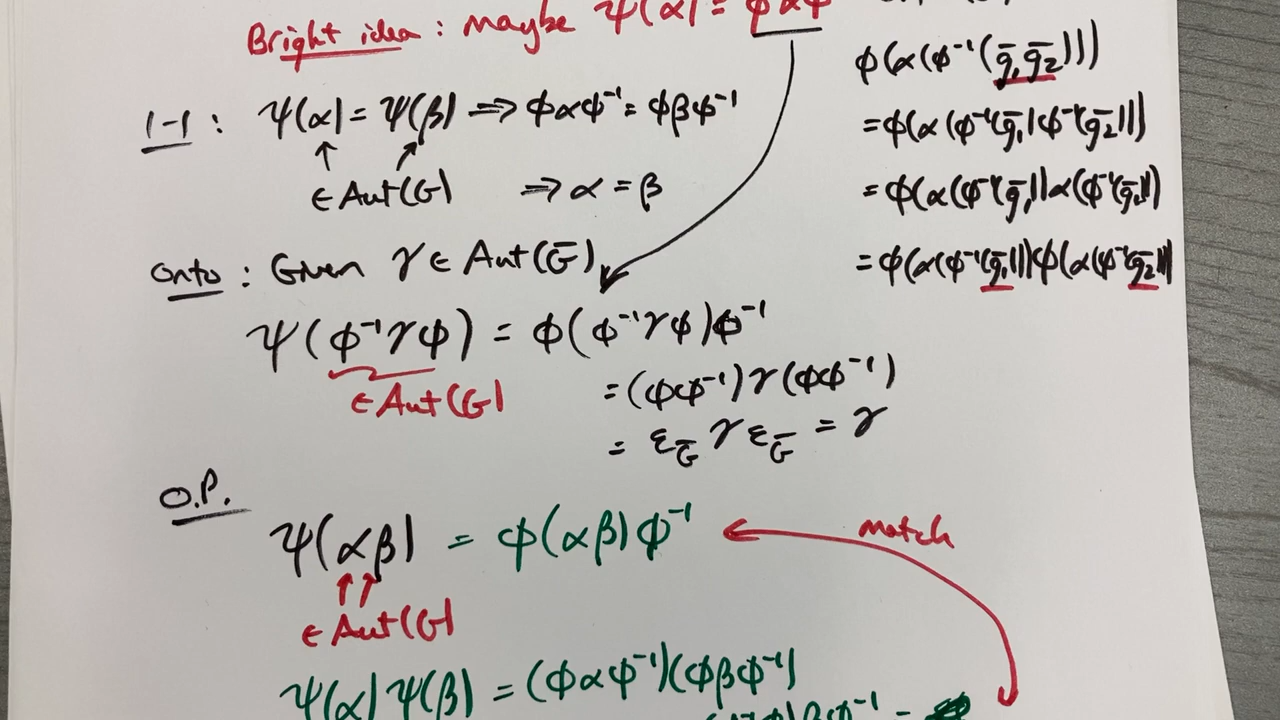 Bright idea: Maybe Ψ(α) = ϕαϕ
ϕ(α(ϕ⁻¹(ḡ₁ḡ₂)))
= ϕ(α(ϕ⁻¹(ḡ₁)ϕ⁻¹(ḡ₂)))
= ϕ(α(ϕ⁻¹(ḡ₁))α(ϕ⁻¹(ḡ₂)))
= ϕ(α(ϕ⁻¹(ḡ₁)))ϕ(α(ϕ⁻¹(ḡ₂)))
1-1: Ψ(α) = Ψ(β) ⟹ ϕαϕ⁻¹ = ϕβϕ⁻¹
↑ ↗
∈ Aut(G) ⟹ α = β
Onto: Given γ ∈ Aut(Ḡ)
Ψ(ϕ⁻¹γϕ) = ϕ(ϕ⁻¹γϕ)ϕ⁻¹
∈ Aut(G) = (ϕϕ⁻¹)γ(ϕϕ⁻¹)
= ε_Ḡ γ ε_Ḡ = γ
O.P.
Ψ(αβ) = ϕ(αβ)ϕ⁻¹ match
↑↑
∈ Aut(G)
Ψ(α)Ψ(β) = (ϕαϕ⁻¹)(ϕβϕ⁻¹)
βϕ⁻¹ =